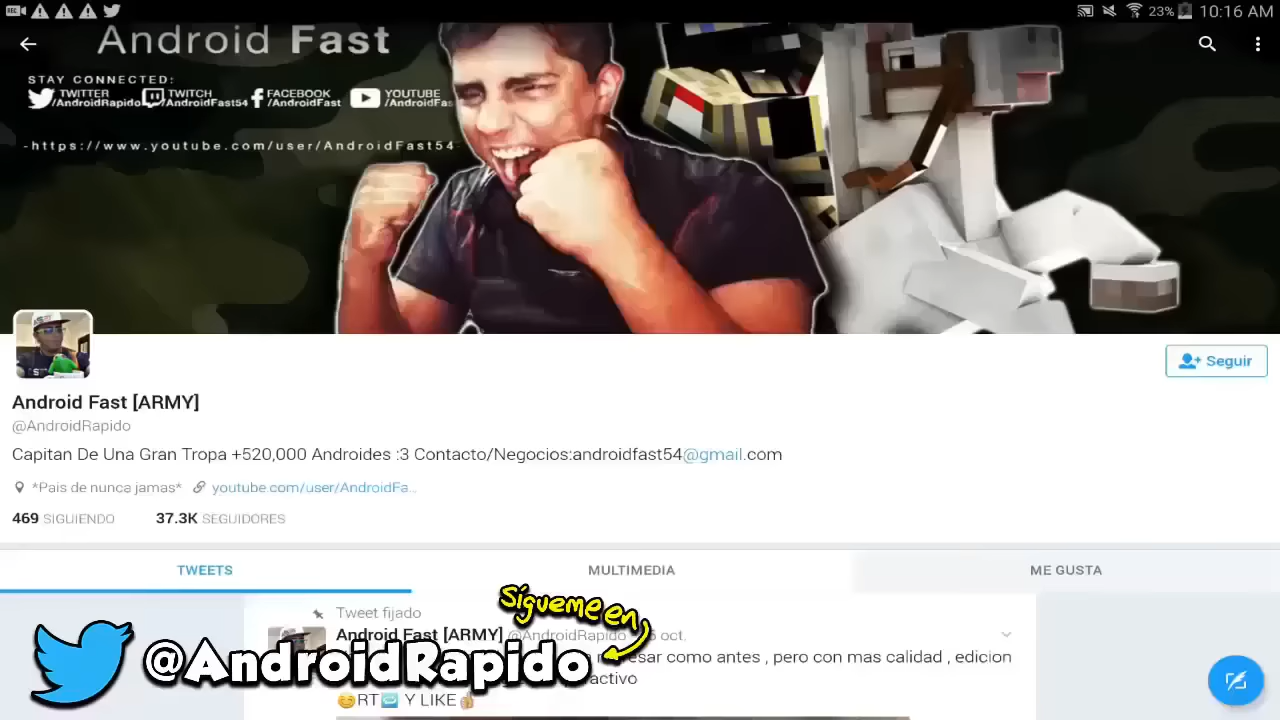 REC
23%
10:16 AM
Android Fast
STAY CONNECTED:
TWITTER
/AndroidRapido
TWITCH
/AndroidFast54
FACEBOOK
/AndroidFast
YOUTUBE
/AndroidFas
-https://www.youtube.com/user/AndroidFast54
Seguir
Android Fast [ARMY]
@AndroidRapido
Capitan De Una Gran Tropa +520,000 Androides :3 Contacto/Negocios:androidfast54@gmail.com
*Pais de nunca jamas*
youtube.com/user/AndroidFa...
469 SIGUIENDO
37.3K SEGUIDORES
TWEETS
MULTIMEDIA
ME GUSTA
Sígueme en
Tweet fijado
Android Fast [ARMY] @AndroidRapido
oct.
como antes , pero con mas calidad , edicion
@AndroidRapido
😊RT Y LIKE👍